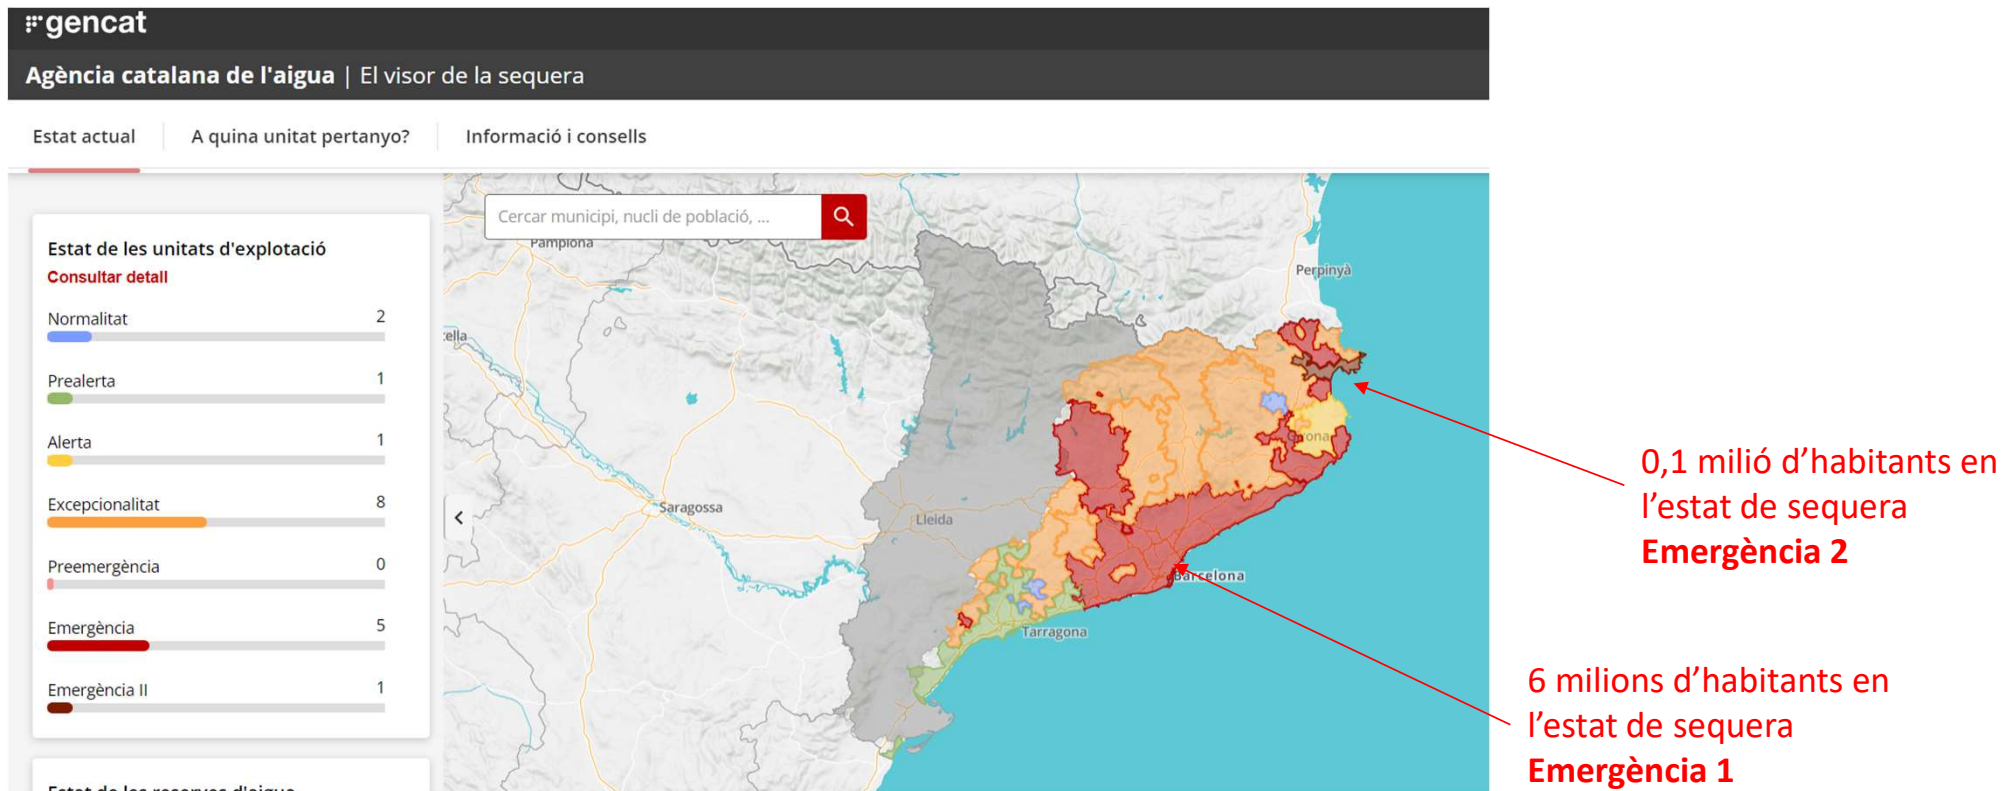 gencat
Agència catalana de l'aigua | El visor de la sequera
Estat actual
A quina unitat pertanyo?
Informació i consells
Cercar municipi, nucli de població, ...
Estat de les unitats d'explotació
Consultar detall
Normalitat 2
Prealerta 1
Alerta 1
Excepcionalitat 8
Preemergència 0
Emergència 5
Emergència II 1
Pamplona
Perpinyà
Girona
Saragossa
Lleida
Barcelona
Tarragona
0,1 milió d’habitants en
l’estat de sequera
Emergència 2
6 milions d’habitants en
l’estat de sequera
Emergència 1